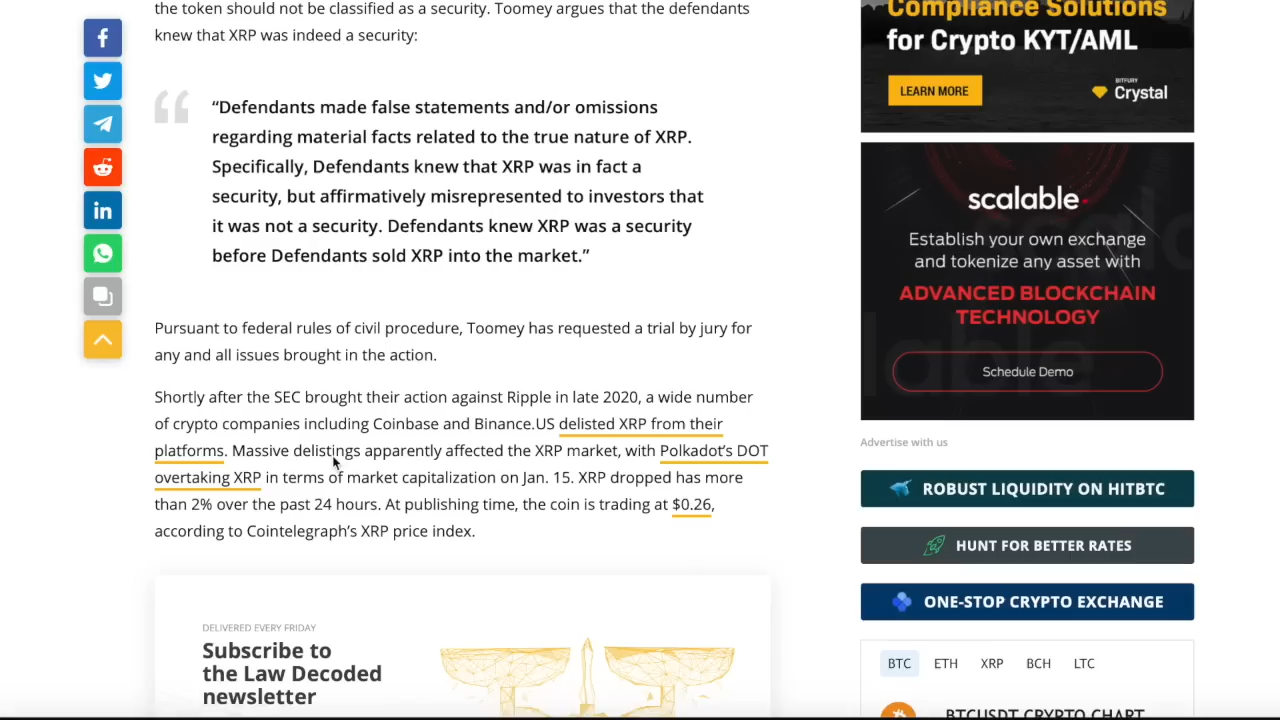 the token should not be classified as a security. Toomey argues that the defendants
knew that XRP was indeed a security:
“Defendants made false statements and/or omissions
regarding material facts related to the true nature of XRP.
Specifically, Defendants knew that XRP was in fact a
security, but affirmatively misrepresented to investors that
it was not a security. Defendants knew XRP was a security
before Defendants sold XRP into the market.”
Pursuant to federal rules of civil procedure, Toomey has requested a trial by jury for
any and all issues brought in the action.
Shortly after the SEC brought their action against Ripple in late 2020, a wide number
of crypto companies including Coinbase and Binance.US delisted XRP from their
platforms. Massive delistings apparently affected the XRP market, with Polkadot’s DOT
overtaking XRP in terms of market capitalization on Jan. 15. XRP dropped has more
than 2% over the past 24 hours. At publishing time, the coin is trading at $0.26,
according to Cointelegraph’s XRP price index.
DELIVERED EVERY FRIDAY
Subscribe to
the Law Decoded
newsletter
Compliance Solutions
for Crypto KYT/AML
LEARN MORE
BITFURY
Crystal
scalable
Establish your own exchange
and tokenize any asset with
ADVANCED BLOCKCHAIN
TECHNOLOGY
Schedule Demo
Advertise with us
ROBUST LIQUIDITY ON HITBTC
HUNT FOR BETTER RATES
ONE-STOP CRYPTO EXCHANGE
BTC ETH XRP BCH LTC
BTCUSDT CRYPTO CHART